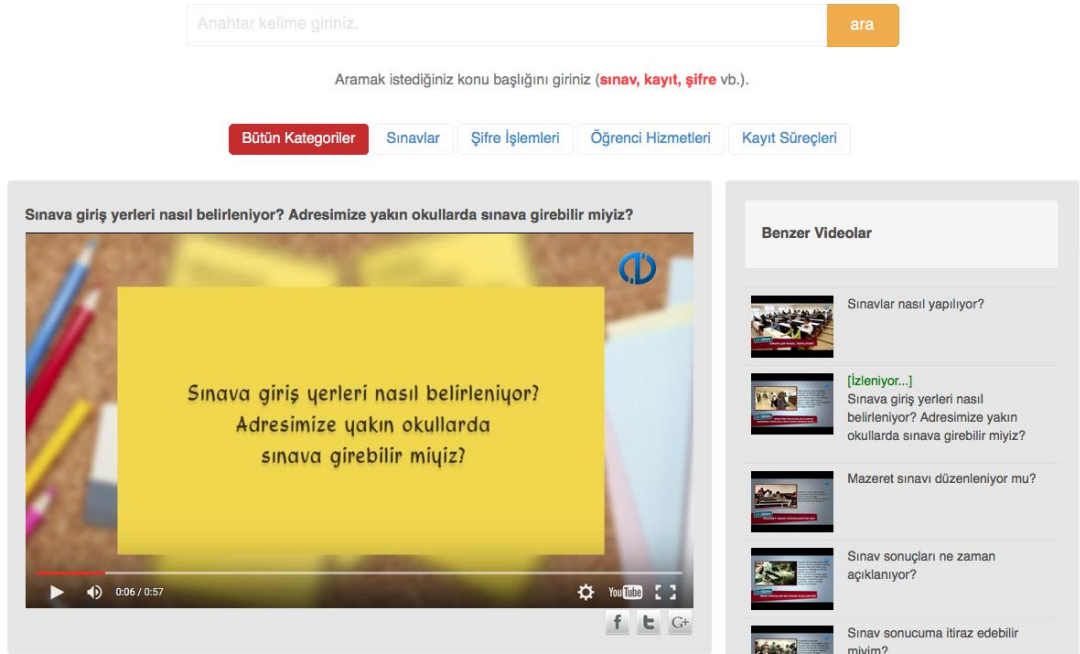 Anahtar kelime giriniz.
ara
Aramak istediğiniz konu başlığını giriniz (sınav, kayıt, şifre vb.).
Bütün Kategoriler
Sınavlar
Şifre İşlemleri
Öğrenci Hizmetleri
Kayıt Süreçleri
Sınava giriş yerleri nasıl belirleniyor? Adresimize yakın okullarda sınava girebilir miyiz?
Sınava giriş yerleri nasıl belirleniyor?
Adresimize yakın okullarda
sınava girebilir miyiz?
0:06 / 0:57
YouTube
f
t
G+
Benzer Videolar
Sınavlar nasıl yapılıyor?
[İzleniyor...]
Sınava giriş yerleri nasıl
belirleniyor? Adresimize yakın
okullarda sınava girebilir miyiz?
Mazeret sınavı düzenleniyor mu?
Sınav sonuçları ne zaman
açıklanıyor?
Sınav sonucuma itiraz edebilir
miyim?